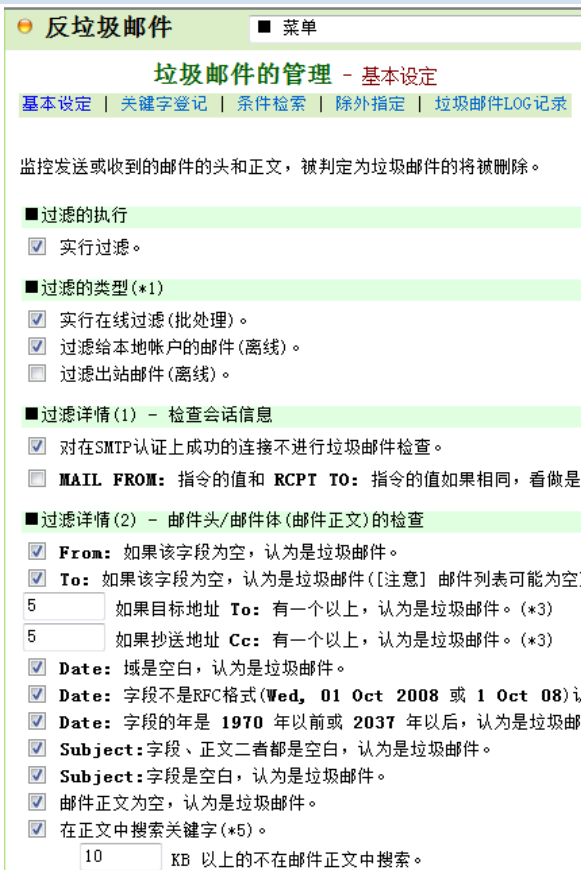 反垃圾邮件
■ 菜单
垃圾邮件的管理 - 基本设定
基本设定 | 关键字登记 | 条件检索 | 除外指定 | 垃圾邮件LOG记录
监控发送或收到的邮件的头和正文，被判定为垃圾邮件的将被删除。
■过滤的执行
实行过滤。
■过滤的类型(*1)
实行在线过滤(批处理)。
过滤给本地帐户的邮件(离线)。
过滤出站邮件(离线)。
■过滤详情(1) - 检查会话信息
对在SMTP认证上成功的连接不进行垃圾邮件检查。
MAIL FROM: 指令的值和 RCPT TO: 指令的值如果相同，看做是
■过滤详情(2) - 邮件头/邮件体(邮件正文)的检查
From: 如果该字段为空，认为是垃圾邮件。
To: 如果该字段为空，认为是垃圾邮件([注意] 邮件列表可能为空)
5 如果目标地址 To: 有一个以上，认为是垃圾邮件。(*3)
5 如果抄送地址 Cc: 有一个以上，认为是垃圾邮件。(*3)
Date: 域是空白，认为是垃圾邮件。
Date: 字段不是RFC格式(Wed, 01 Oct 2008 或 1 Oct 08)
Date: 字段的年是 1970 年以前或 2037 年以后，认为是垃圾邮
Subject:字段、正文二者都是空白，认为是垃圾邮件。
Subject:字段是空白，认为是垃圾邮件。
邮件正文为空，认为是垃圾邮件。
在正文中搜索关键字(*5)。
10 KB 以上的不在邮件正文中搜索。